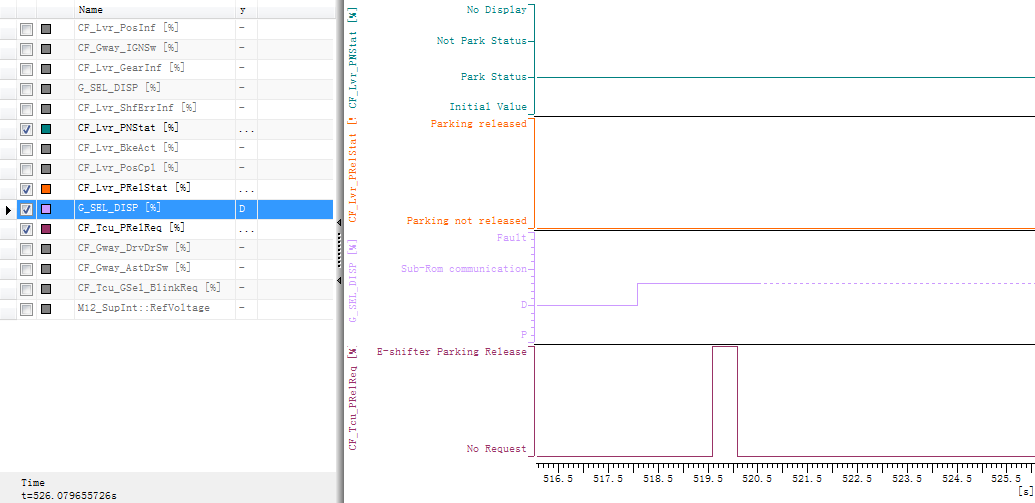 Name y
CF_Lvr_PosInf [%] -
CF_Gway_IGNSw [%] -
CF_Lvr_GearInf [%] -
G_SEL_DISP [%] -
CF_Lvr_ShfErrInf [%] -
CF_Lvr_PNStat [%] ...
CF_Lvr_BkeAct [%] -
CF_Lvr_PosCpl [%] -
CF_Lvr_PRelStat [%] ...
G_SEL_DISP [%] D
CF_Tcu_PRelReq [%] ...
CF_Gway_DrvDrSw [%] -
CF_Gway_AstDrSw [%] -
CF_Tcu_GSel_BlinkReq [%] -
M12_SupInt::RefVoltage -
Time
t=526.079655726s
CF_Lvr_PNStat [%]
No Display
Not Park Status
Park Status
Initial Value
CF_Lvr_PRelStat
Parking released
Parking not released
G_SEL_DISP [%]
Fault
Sub-Rom communication
D
P
CF_Tcu_PRelReq [%]
E-shifter Parking Release
No Request
516.5 517.5 518.5 519.5 520.5 521.5 522.5 523.5 524.5 525.5
[s]